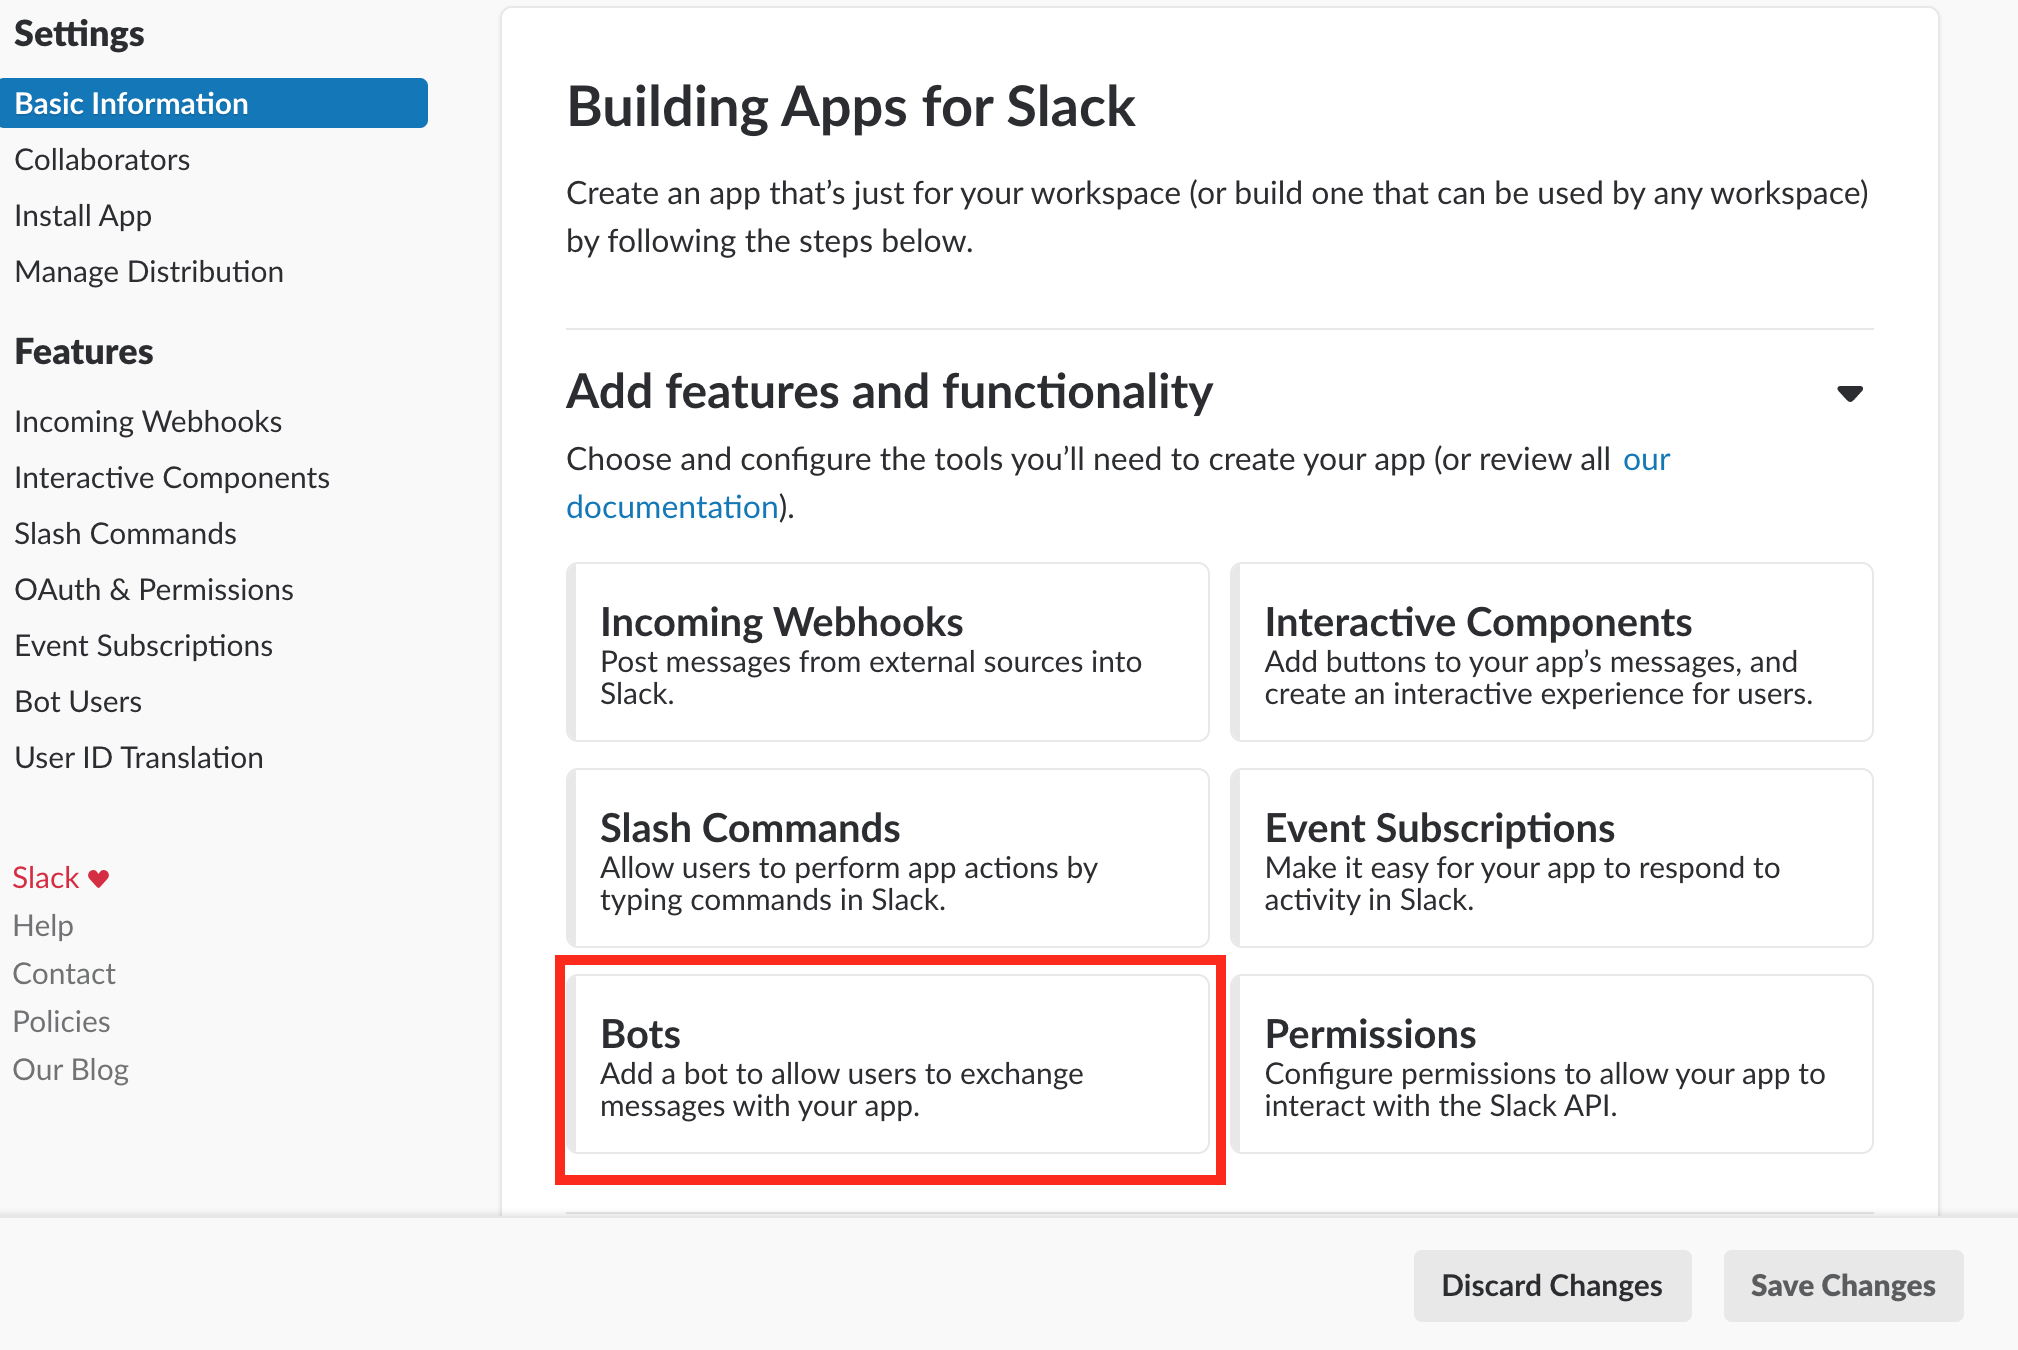 Settings
Basic Information
Collaborators
Install App
Manage Distribution
Features
Incoming Webhooks
Interactive Components
Slash Commands
OAuth & Permissions
Event Subscriptions
Bot Users
User ID Translation
Slack ♥
Help
Contact
Policies
Our Blog
Building Apps for Slack
Create an app that’s just for your workspace (or build one that can be used by any workspace)
by following the steps below.
Add features and functionality
Choose and configure the tools you’ll need to create your app (or review all our
documentation).
Incoming Webhooks
Post messages from external sources into
Slack.
Interactive Components
Add buttons to your app’s messages, and
create an interactive experience for users.
Slash Commands
Allow users to perform app actions by
typing commands in Slack.
Event Subscriptions
Make it easy for your app to respond to
activity in Slack.
Bots
Add a bot to allow users to exchange
messages with your app.
Permissions
Configure permissions to allow your app to
interact with the Slack API.
Discard Changes
Save Changes